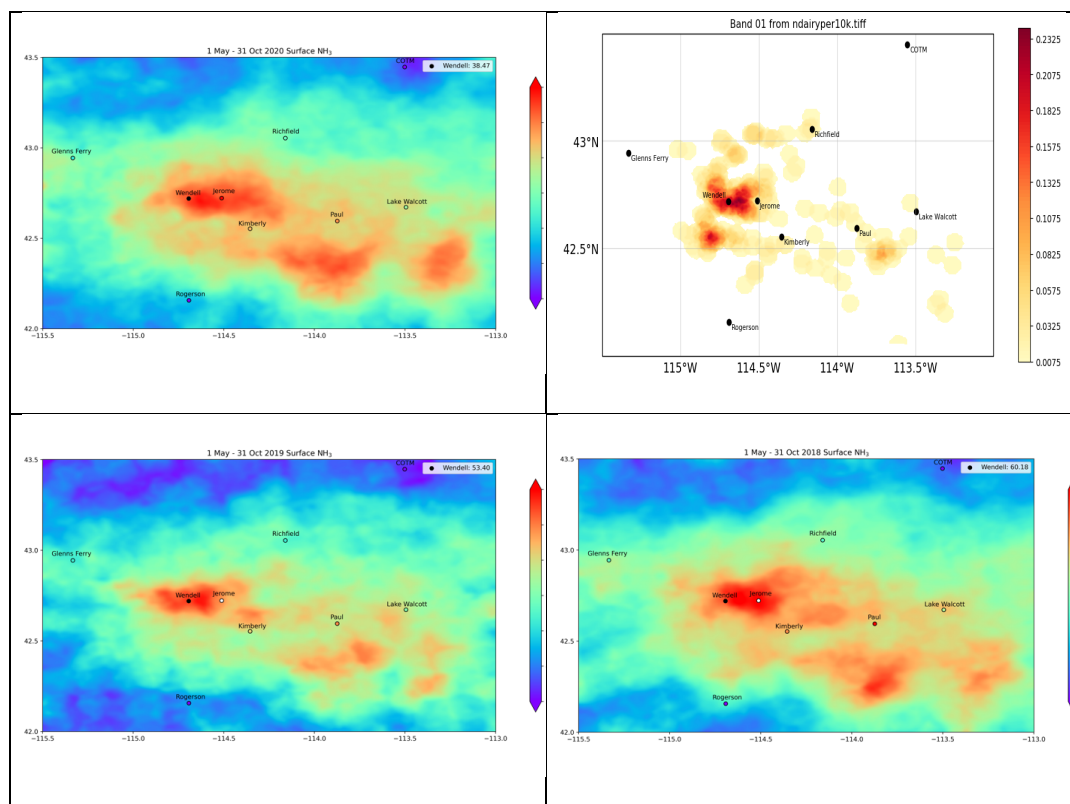 1 May - 31 Oct 2020 Surface NH₃
COTM
Wendell: 38.47
Richfield
Glenns Ferry
Wendell
Jerome
Lake Walcott
Paul
Kimberly
Rogerson
43.5
43.0
42.5
42.0
−115.5 −115.0 −114.5 −114.0 −113.5 −113.0
Band 01 from ndairyper10k.tiff
COTM
Richfield
Glenns Ferry
Wendell
Jerome
Lake Walcott
Paul
Kimberly
Rogerson
43°N
42.5°N
115°W 114.5°W 114°W 113.5°W
0.2325
0.2075
0.1825
0.1575
0.1325
0.1075
0.0825
0.0575
0.0325
0.0075
1 May - 31 Oct 2019 Surface NH₃
COTM
Wendell: 53.40
Richfield
Glenns Ferry
Wendell
Jerome
Lake Walcott
Paul
Kimberly
Rogerson
43.5
43.0
42.5
42.0
−115.5 −115.0 −114.5 −114.0 −113.5 −113.0
1 May - 31 Oct 2018 Surface NH₃
COTM
Wendell: 60.18
Richfield
Glenns Ferry
Wendell
Jerome
Lake Walcott
Paul
Kimberly
Rogerson
43.5
43.0
42.5
42.0
−115.5 −115.0 −114.5 −114.0 −113.5 −113.0